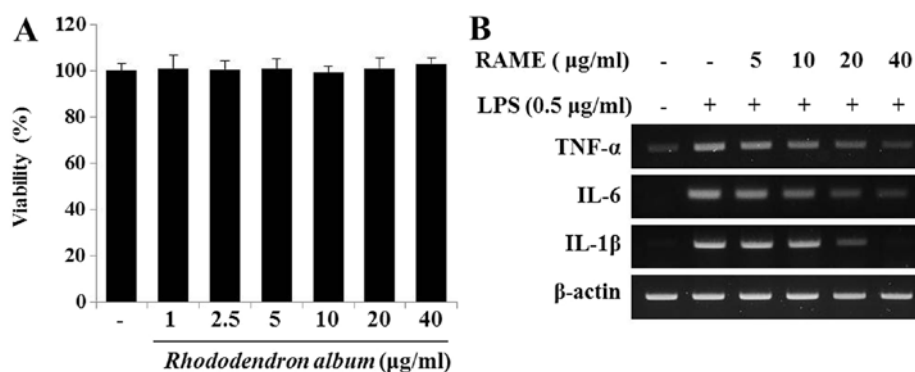 A
120
100
80
60
40
20
0
Viability (%)
- 1 2.5 5 10 20 40
Rhododendron album (μg/ml)
B
RAME ( μg/ml) - - 5 10 20 40
LPS (0.5 μg/ml) - + + + + +
TNF-α
IL-6
IL-1β
β-actin